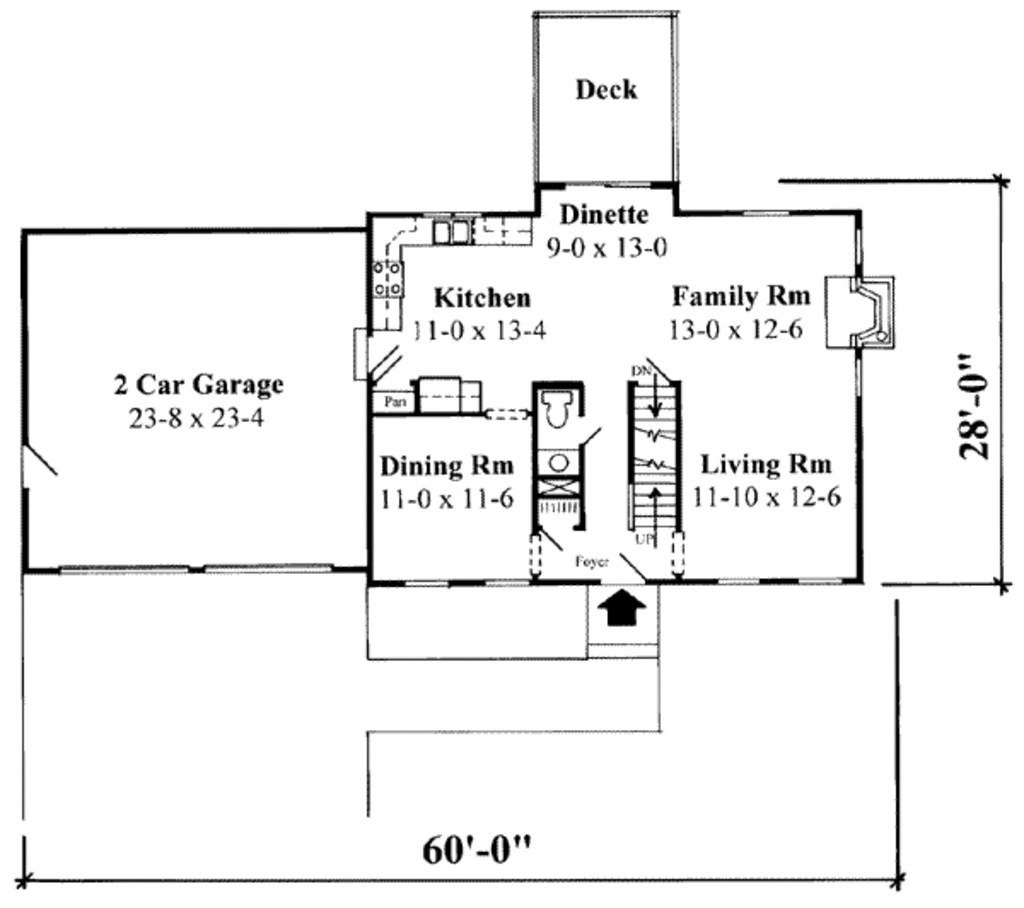 Deck
Dinette
9-0 x 13-0
Kitchen
11-0 x 13-4
Family Rm
13-0 x 12-6
2 Car Garage
23-8 x 23-4
DN
Pan
Dining Rm
11-0 x 11-6
Living Rm
11-10 x 12-6
UP
Foyer
28'-0"
60'-0"